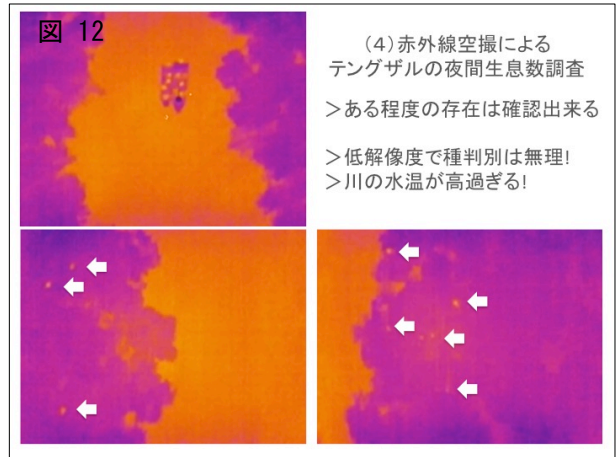 図 12
(4)赤外線空撮による
テングザルの夜間生息数調査
>ある程度の存在は確認出来る
>低解像度で種判別は無理!
>川の水温が高過ぎる!